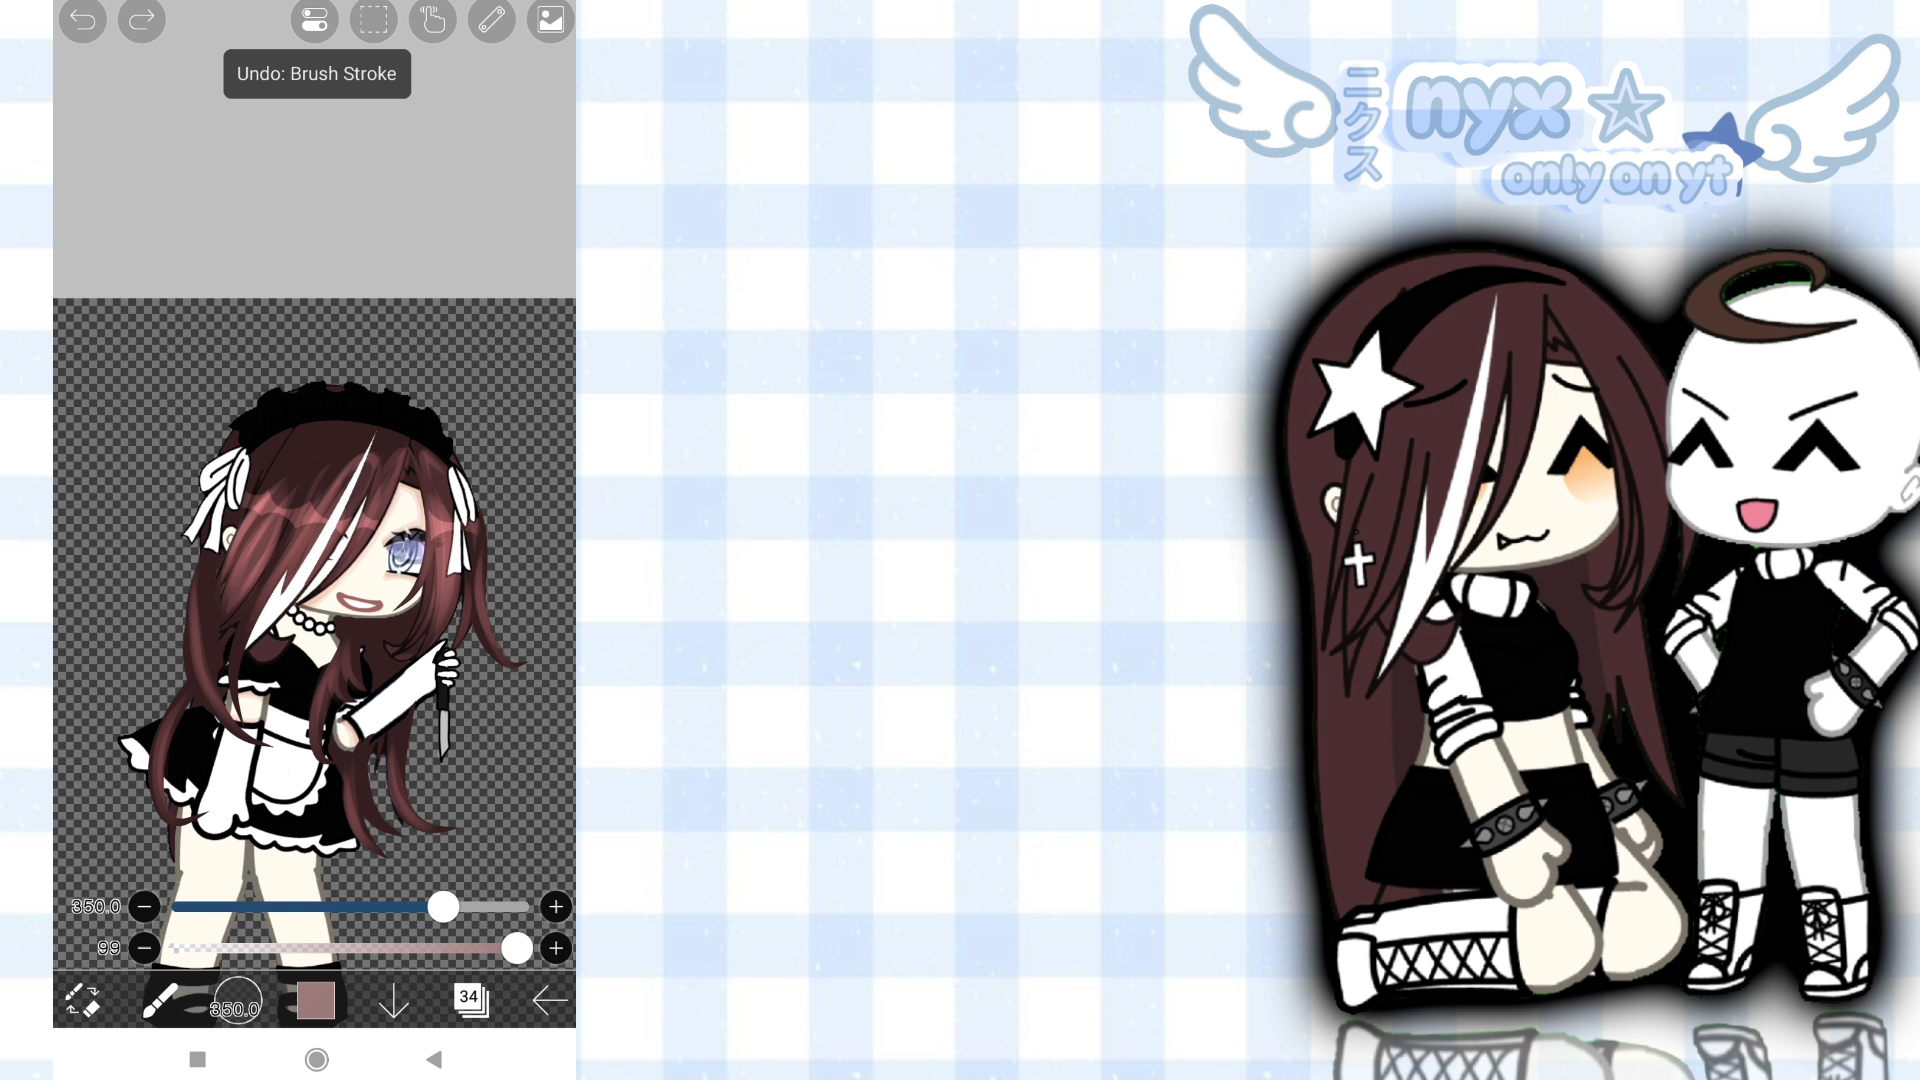 Undo: Brush Stroke
ニクス
nyx
only on yt
350.0
99
350.0
34